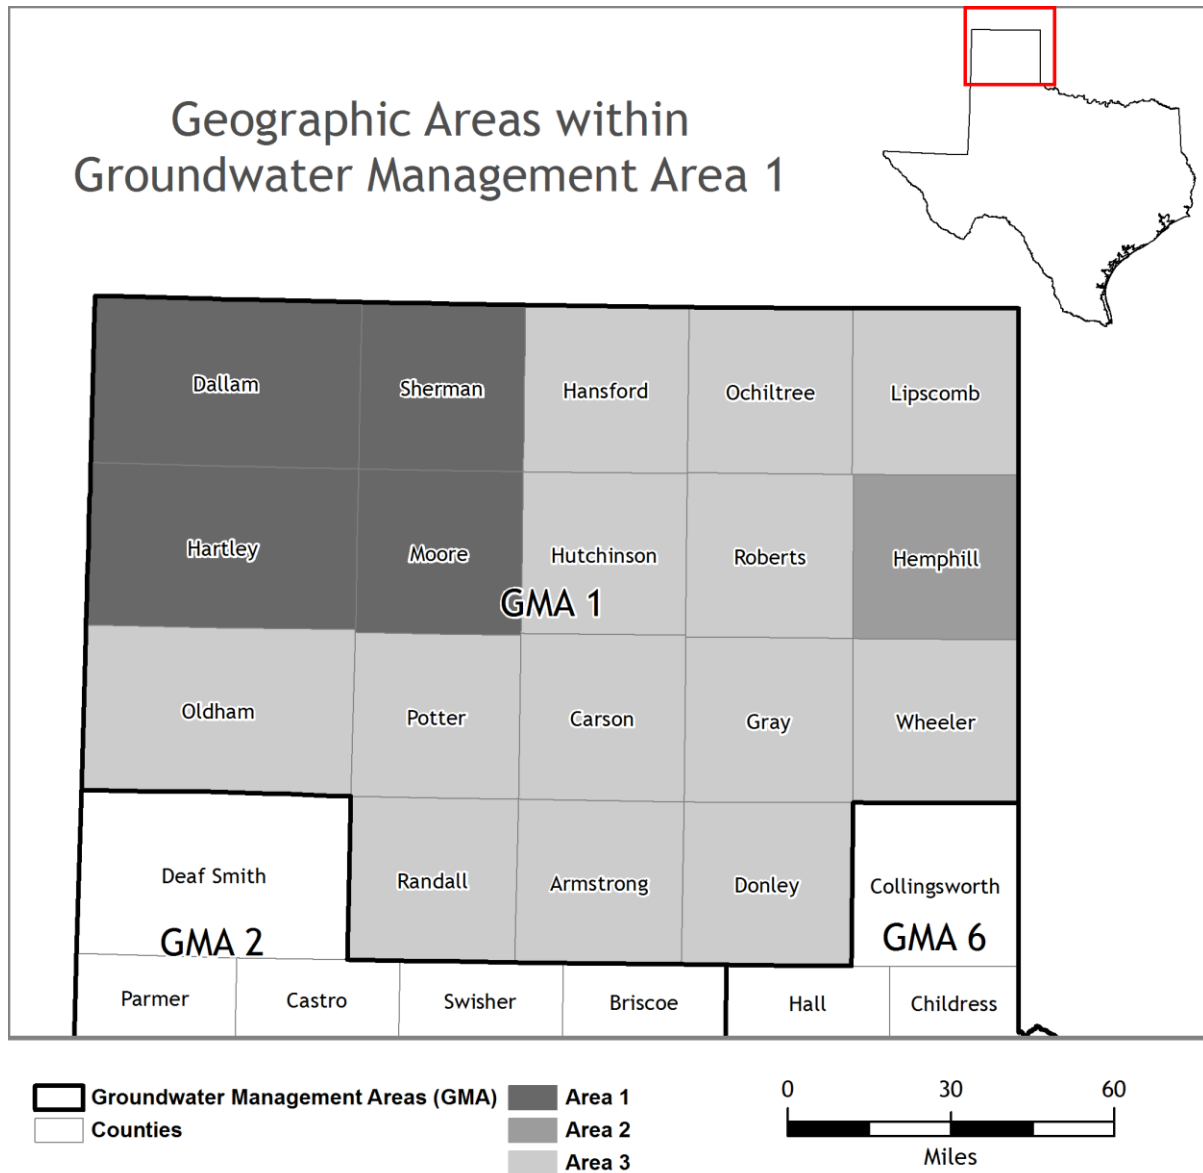 Geographic Areas within
Groundwater Management Area 1
Dallam
Sherman
Hansford
Ochiltree
Lipscomb
Hartley
Moore
Hutchinson
Roberts
Hemphill
GMA 1
Oldham
Potter
Carson
Gray
Wheeler
Deaf Smith
Randall
Armstrong
Donley
Collingsworth
GMA 2
GMA 6
Parmer
Castro
Swisher
Briscoe
Hall
Childress
Groundwater Management Areas (GMA)
Counties
Area 1
Area 2
Area 3
0 30 60
Miles